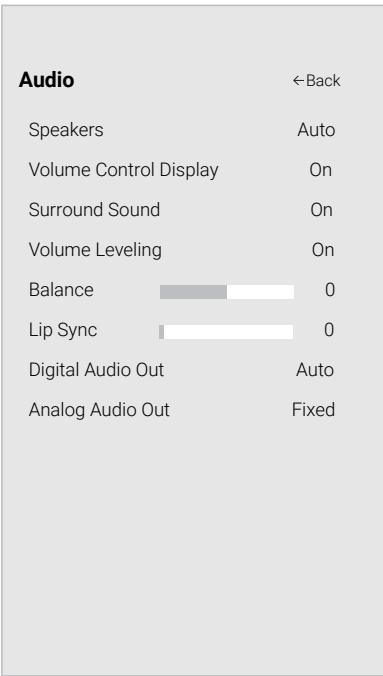 Audio ←Back
Speakers Auto
Volume Control Display On
Surround Sound On
Volume Leveling On
Balance 0
Lip Sync 0
Digital Audio Out Auto
Analog Audio Out Fixed